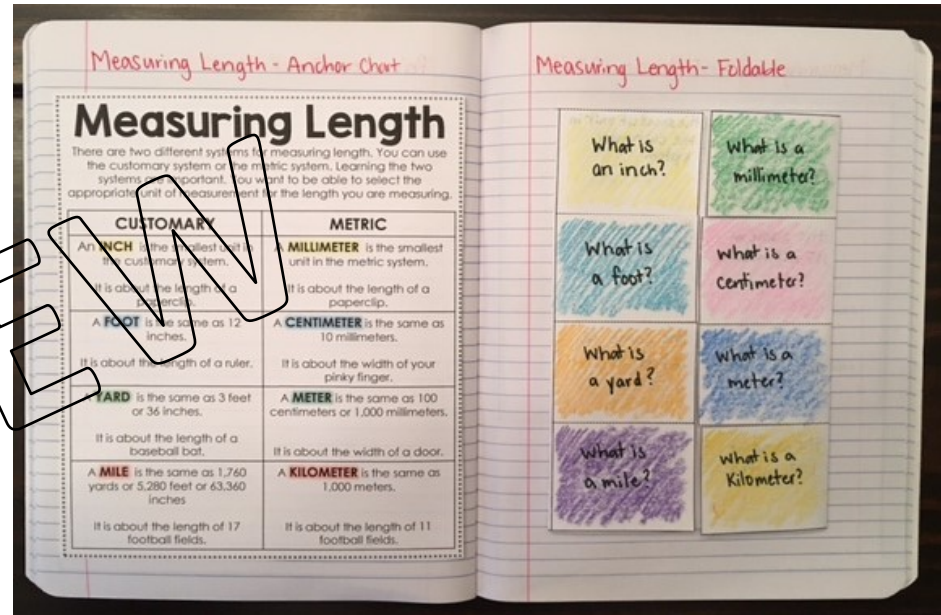 Measuring Length - Anchor Chart
Measuring Length
There are two different systems for measuring length. You can use
the customary system or the metric system. Learning the two
systems are important. You want to be able to select the
appropriate unit of measurement for the length you are measuring.
CUSTOMARY
An INCH is the smallest unit in
the customary system.
It is about the length of a
paperclip.
A FOOT is the same as 12
inches.
It is about the length of a ruler.
YARD is the same as 3 feet
or 36 inches.
It is about the length of a
baseball bat.
A MILE is the same as 1,760
yards or 5,280 feet or 63,360
inches
It is about the length of 17
football fields.
METRIC
A MILLIMETER is the smallest
unit in the metric system.
It is about the length of a
paperclip.
A CENTIMETER is the same as
10 millimeters.
It is about the width of your
pinky finger.
A METER is the same as 100
centimeters or 1,000 millimeters.
It is about the width of a door.
A KILOMETER is the same as
1,000 meters.
It is about the length of 11
football fields.
Measuring Length - Foldable
What is
an inch?
What is a
millimeter?
What is
a foot?
What is a
centimeter?
What is
a yard?
What is a
meter?
What is
a mile?
What is a
Kilometer?
EW